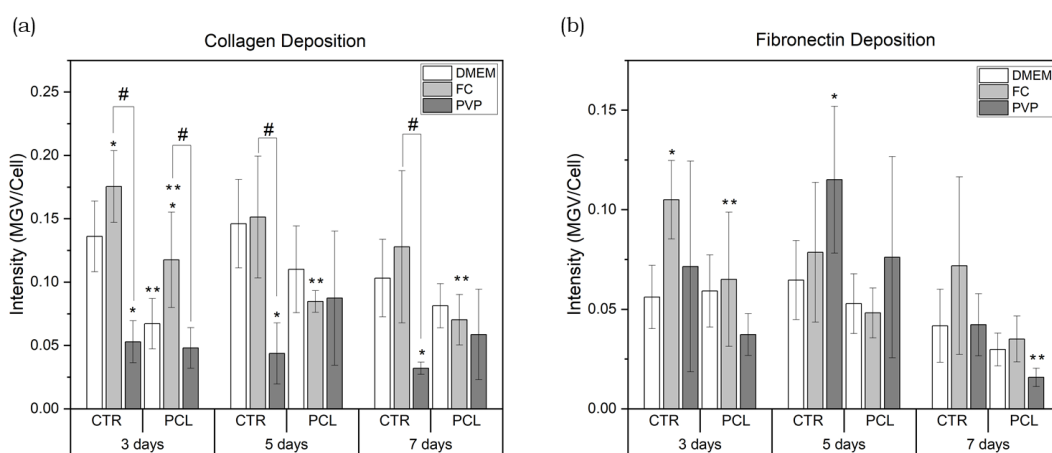 (a)
Collagen Deposition
DMEM
FC
PVP
Intensity (MGV/Cell)
0.25
0.20
0.15
0.10
0.05
0.00
#
#
#
#
*
**
*
**
*
**
*
**
*
CTR PCL CTR PCL CTR PCL
3 days 5 days 7 days
(b)
Fibronectin Deposition
DMEM
FC
PVP
Intensity (MGV/Cell)
0.15
0.10
0.05
0.00
*
*
**
**
CTR PCL CTR PCL CTR PCL
3 days 5 days 7 days